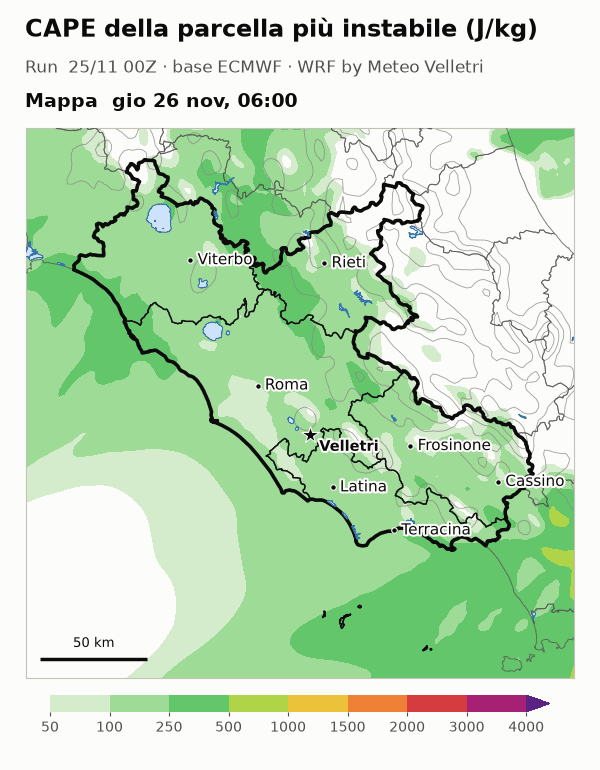 CAPE della parcella più instabile (J/kg)
Run  25/11 00Z · base ECMWF · WRF by Meteo Velletri
Mappa  gio 26 nov, 06:00
Viterbo
Rieti
Roma
Velletri
Frosinone
Cassino
Latina
Terracina
50 km
50 100 250 500 1000 1500 2000 3000 4000